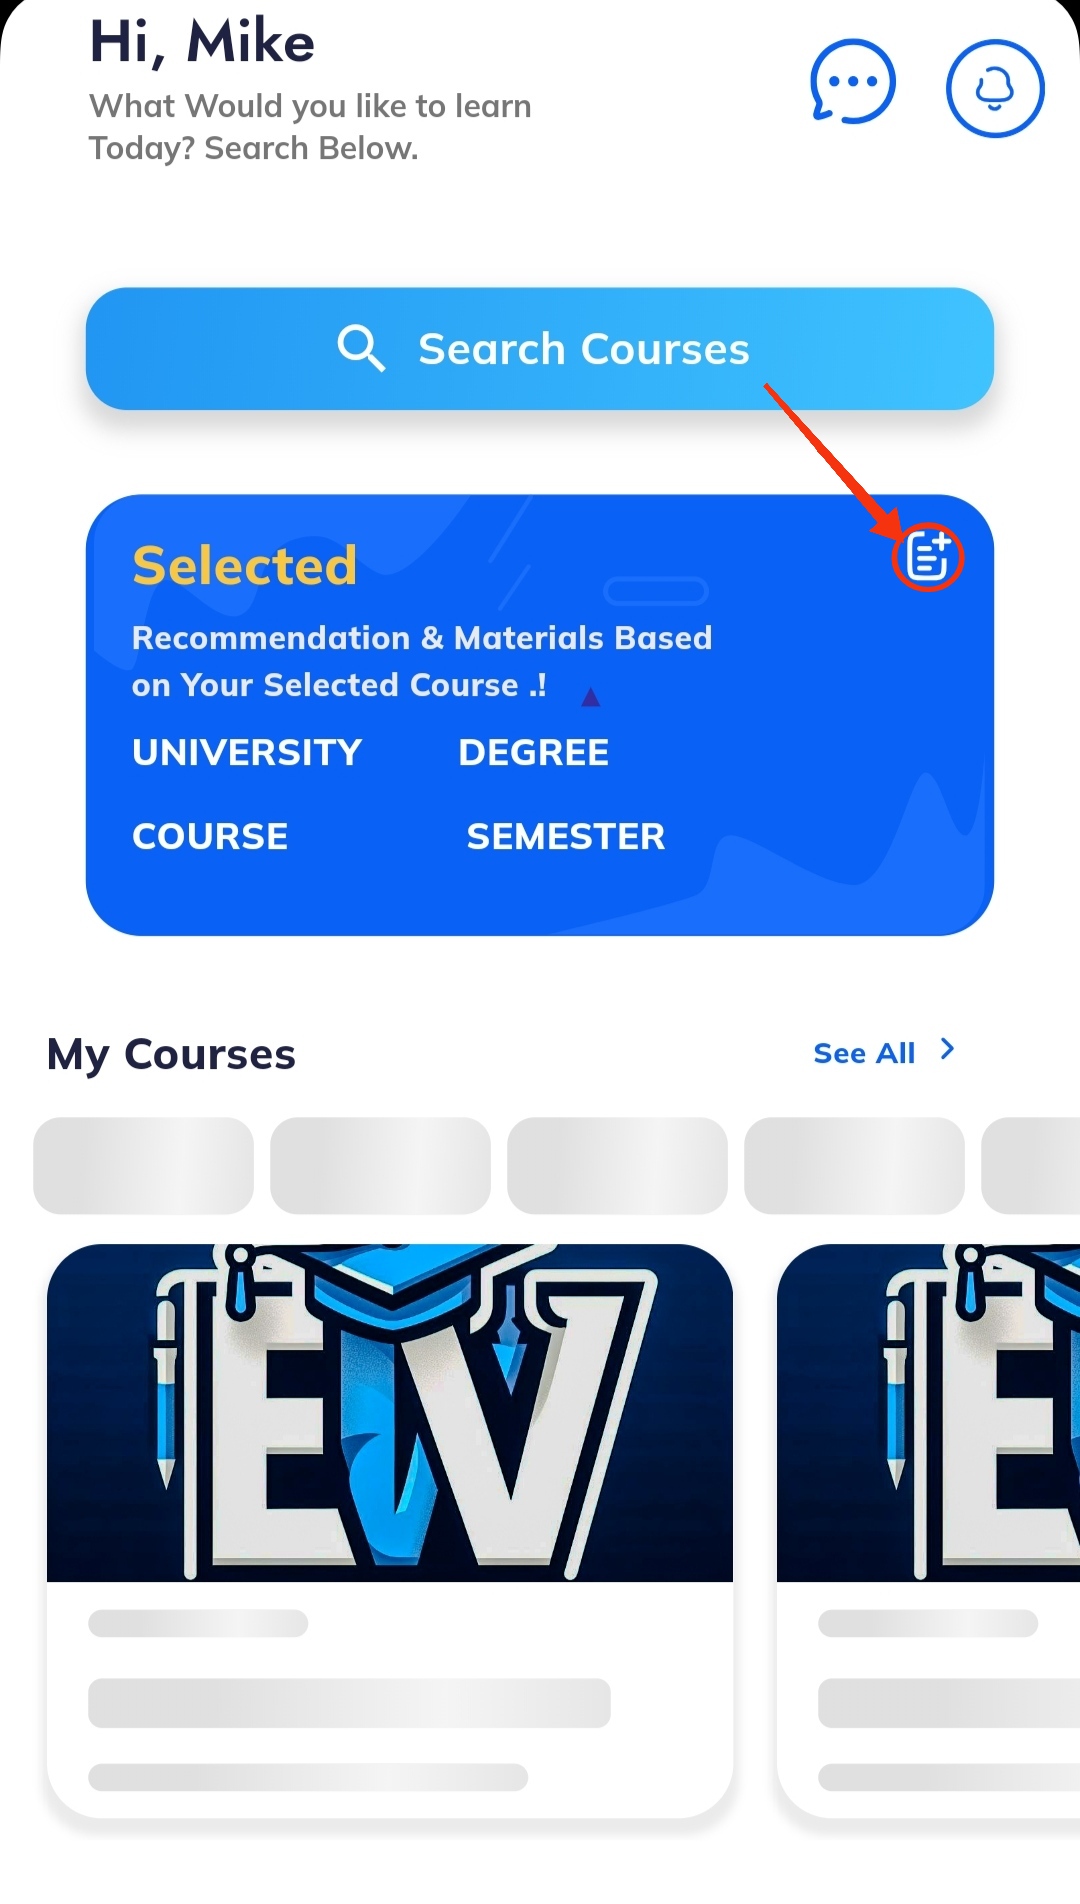 Hi, Mike
What Would you like to learn
Today? Search Below.
Search Courses
Selected
Recommendation & Materials Based
on Your Selected Course .!
UNIVERSITY DEGREE
COURSE SEMESTER
My Courses See All
EV
E